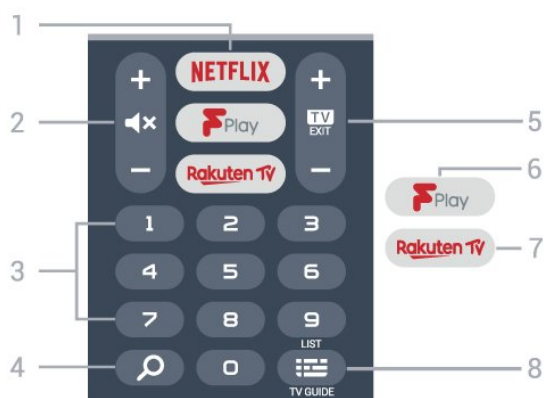 1
+ NETFLIX +
2 Play TV EXIT 5
- Rakuten TV - 6
Play
1 2 3
Rakuten TV 7
3
4 5 6
7 8 9
LIST
4 0 8
TV GUIDE